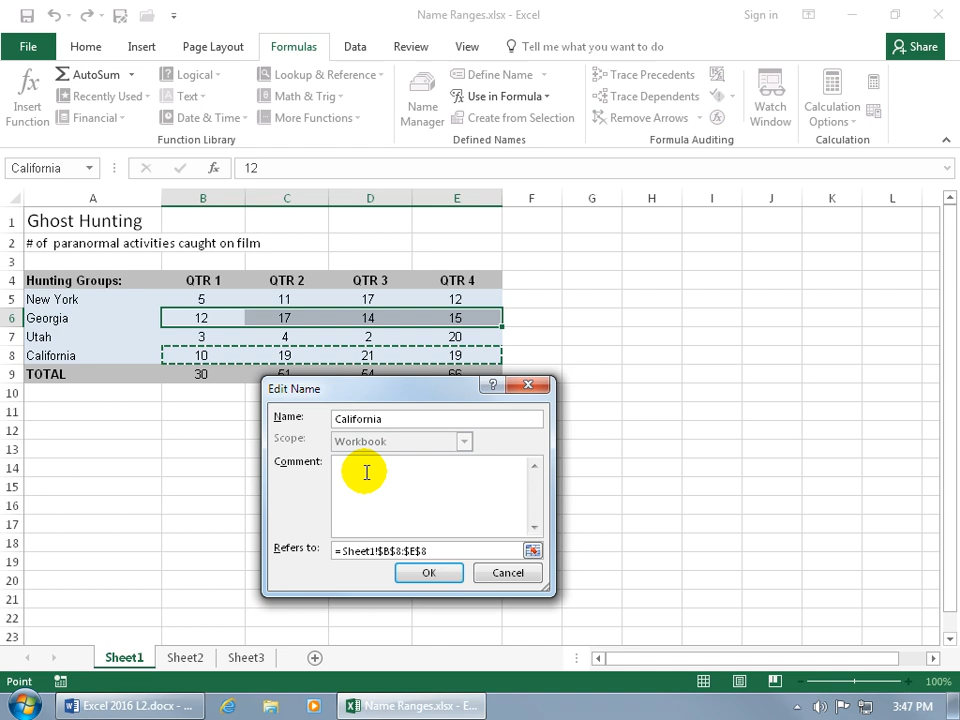 Name Ranges.xlsx - Excel
Sign in
File Home Insert Page Layout Formulas Data Review View Tell me what you want to do Share
fx Insert Function
AutoSum
Recently Used
Financial
Logical
Text
Date & Time
Lookup & Reference
Math & Trig
More Functions
Function Library
Name Manager
Define Name
Use in Formula
Create from Selection
Defined Names
Trace Precedents
Trace Dependents
Remove Arrows
Formula Auditing
Watch Window
Calculation Options
Calculation
California fx 12
A B C D E F G H I J K L
1 Ghost Hunting
2 # of paranormal activities caught on film
3
4 Hunting Groups: QTR 1 QTR 2 QTR 3 QTR 4
5 New York 5 11 17 12
6 Georgia 12 17 14 15
7 Utah 3 4 2 20
8 California 10 19 21 19
9 TOTAL 30 51 54 66
10
11
12
13
14
15
16
17
18
19
20
21
22
23
Edit Name
Name: California
Scope: Workbook
Comment:
Refers to: =Sheet1!$B$8:$E$8
OK Cancel
Sheet1 Sheet2 Sheet3
Point 100%
Excel 2016 L2.docx - ... Name Ranges.xlsx - E... 3:47 PM